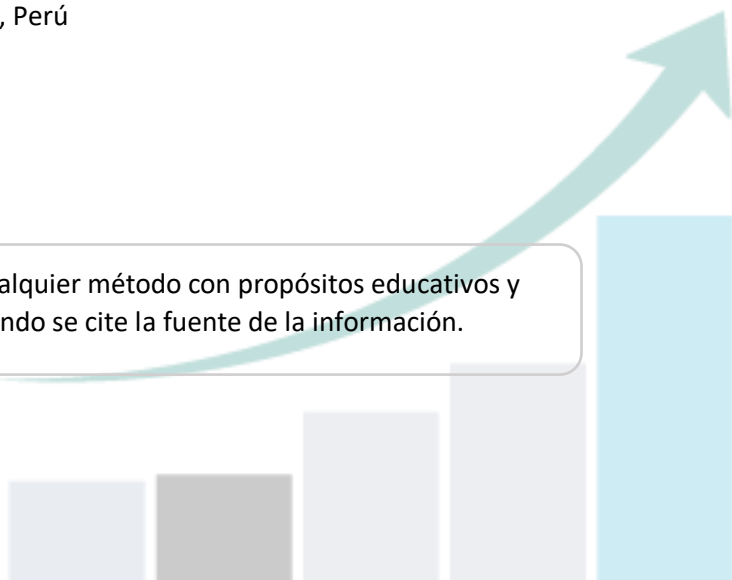 , Perú
alquier método con propósitos educativos y
ndo se cite la fuente de la información.